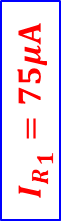 I_{R_1} = 75μA